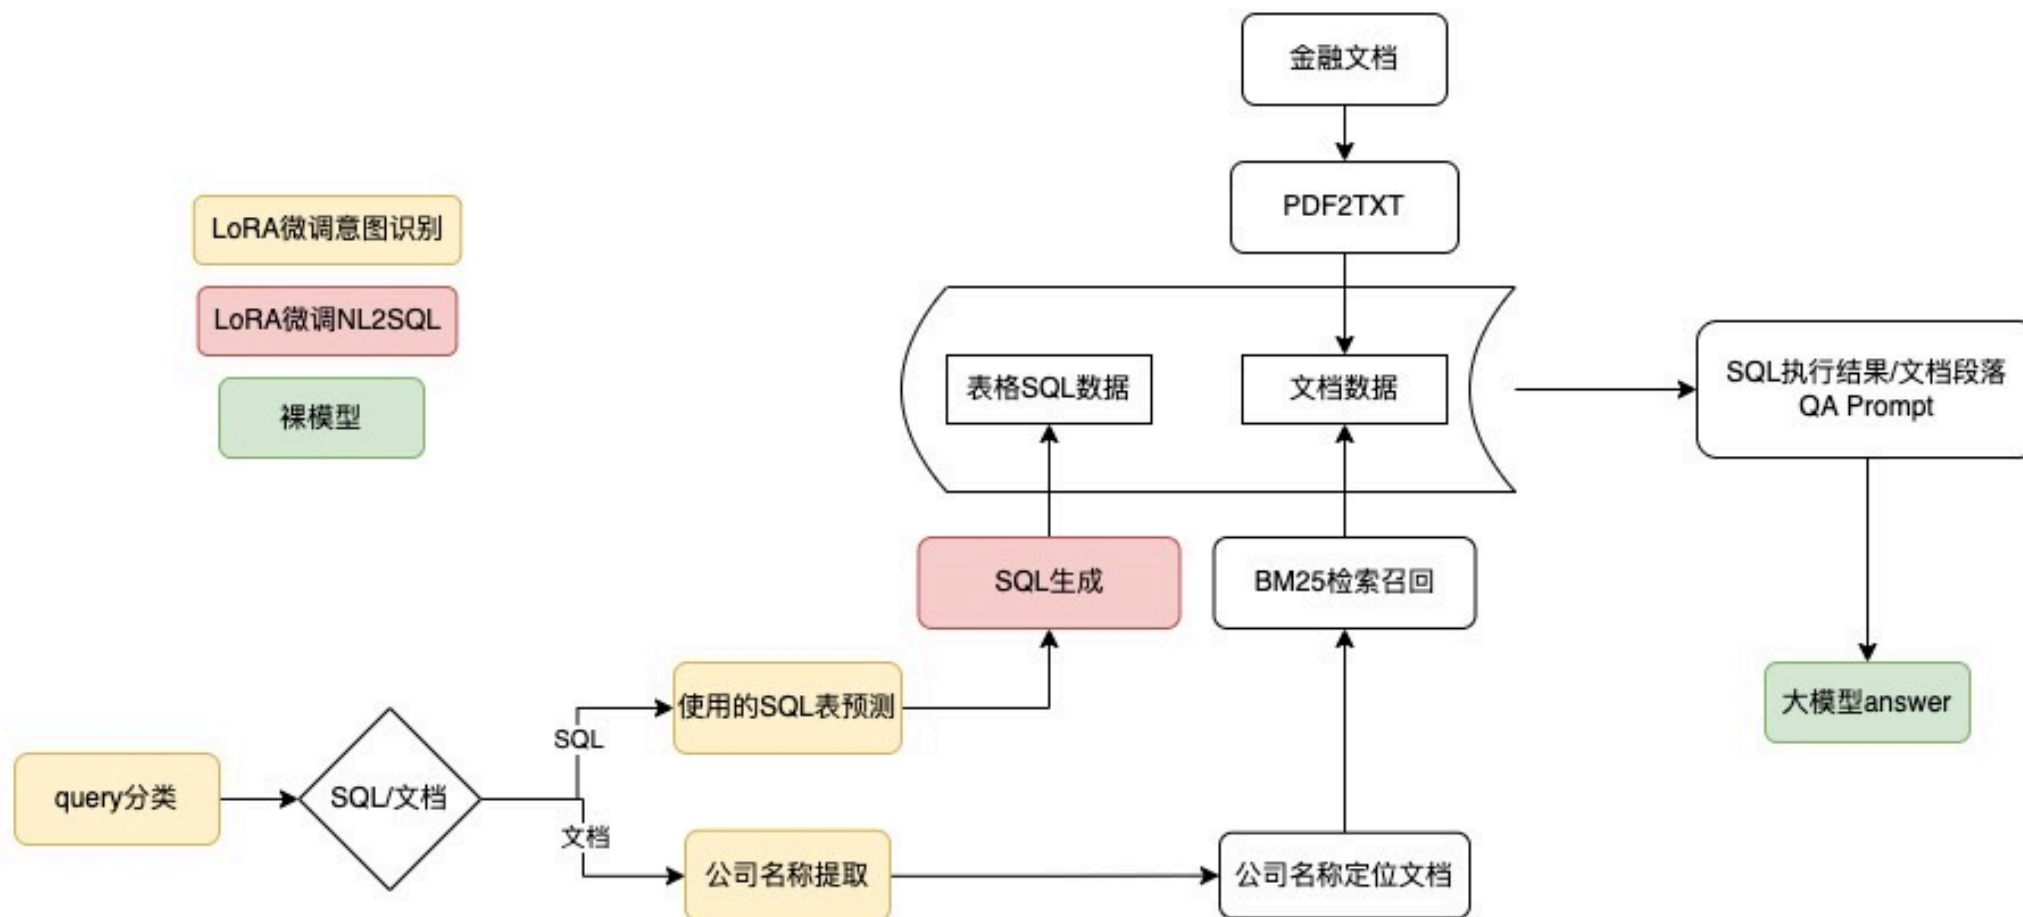 金融文档
PDF2TXT
LoRA微调意图识别
LoRA微调NL2SQL
裸模型
表格SQL数据
文档数据
SQL执行结果/文档段落
QA Prompt
SQL生成
BM25检索召回
使用的SQL表预测
大模型answer
SQL
query分类
SQL/文档
文档
公司名称提取
公司名称定位文档